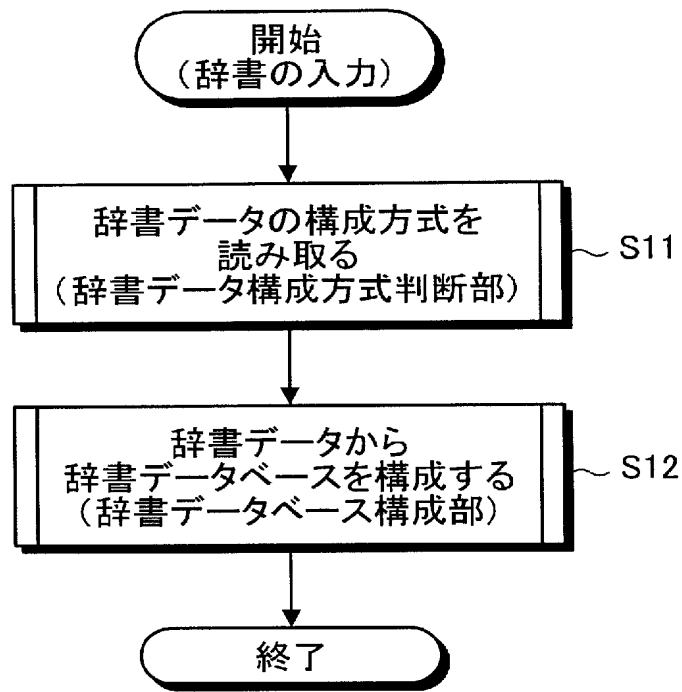 開始
（辞書の入力）
辞書データの構成方式を
読み取る
（辞書データ構成方式判断部）
S11
辞書データから
辞書データベースを構成する
（辞書データベース構成部）
S12
終了